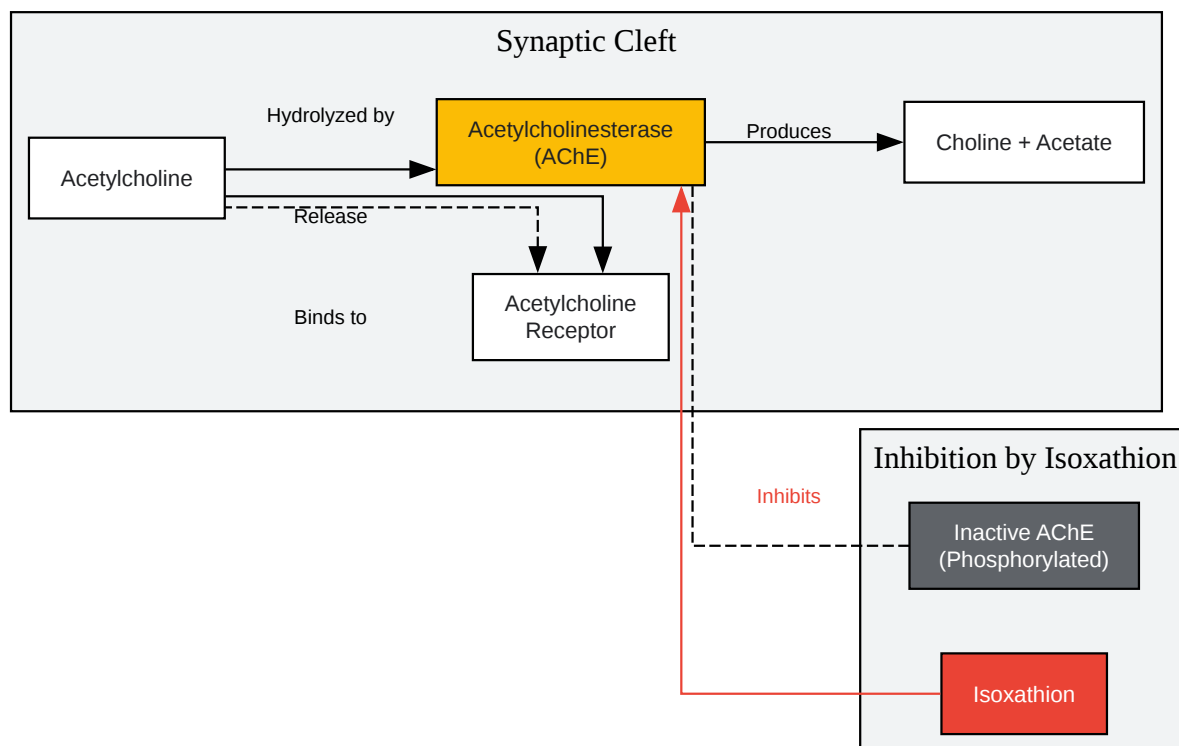 Synaptic Cleft
Hydrolyzed by
Acetylcholinesterase
(AChE)
Produces
Choline + Acetate
Acetylcholine
Release
Binds to
Acetylcholine
Receptor
Inhibition by Isoxathion
Inhibits
Inactive AChE
(Phosphorylated)
Isoxathion